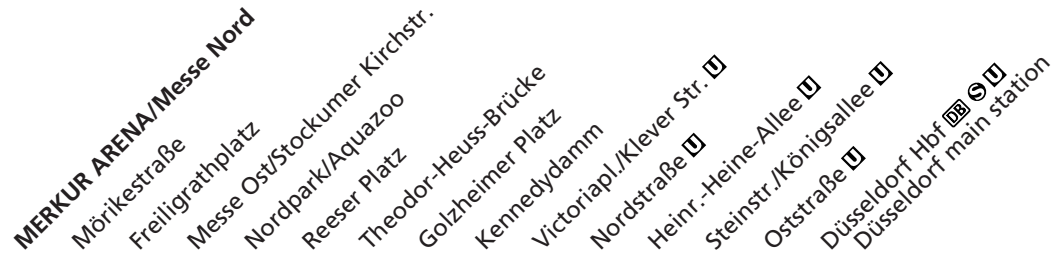 MERKUR ARENA/Messe Nord
Mörikestraße
Freiligrathplatz
Messe Ost/Stockumer Kirchstr.
Nordpark/Aquazoo
Reeser Platz
Theodor-Heuss-Brücke
Golzheimer Platz
Kennedydamm
Victoriapl./Klever Str. U
Nordstraße U
Heinr.-Heine-Allee U
Steinstr./Königsallee U
Oststraße U
Düsseldorf Hbf DB S U
Düsseldorf main station